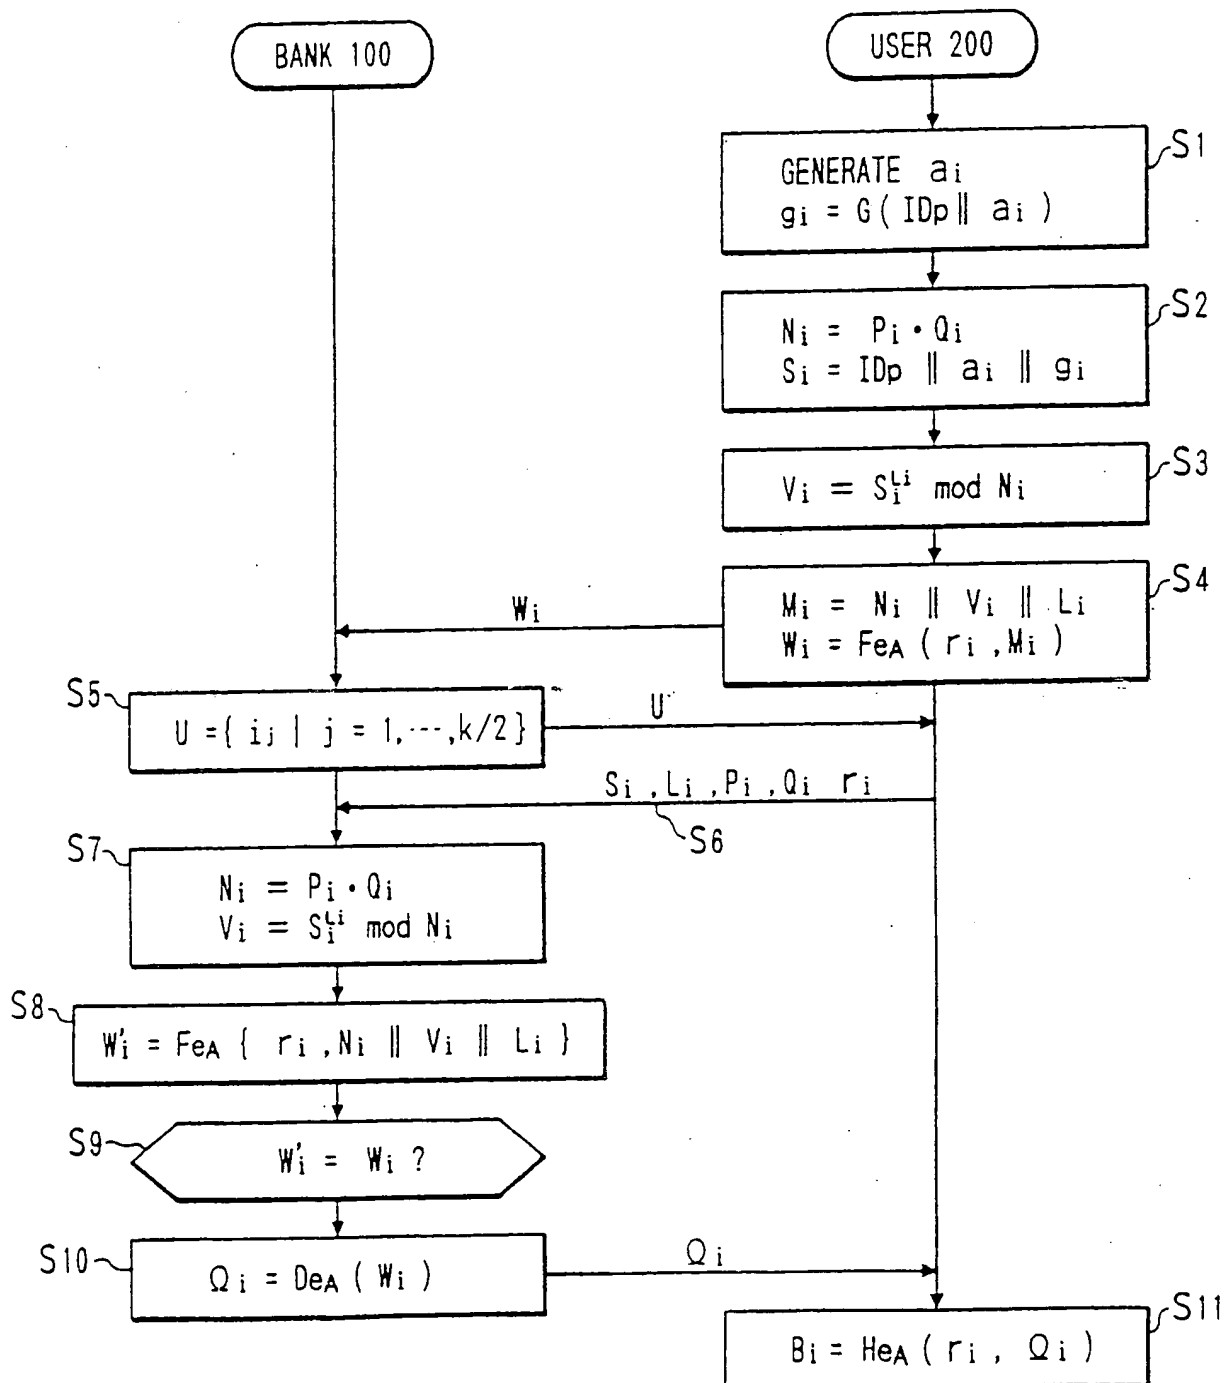 BANK 100
USER 200
S1
GENERATE ai
gi = G ( IDp ‖ ai )
S2
Ni = Pi · Qi
Si = IDp ‖ ai ‖ gi
S3
Vi = Si^Li mod Ni
S4
Mi = Ni ‖ Vi ‖ Li
Wi = FeA ( ri , Mi )
Wi
S5
U = { ij | j = 1, ---, k/2 }
U
Si , Li , Pi , Qi ri
S6
S7
Ni = Pi · Qi
Vi = Si^Li mod Ni
S8
W'i = FeA { ri , Ni ‖ Vi ‖ Li }
S9
W'i = Wi ?
S10
Ωi = DeA ( Wi )
Ωi
S11
Bi = HeA ( ri , Ωi )